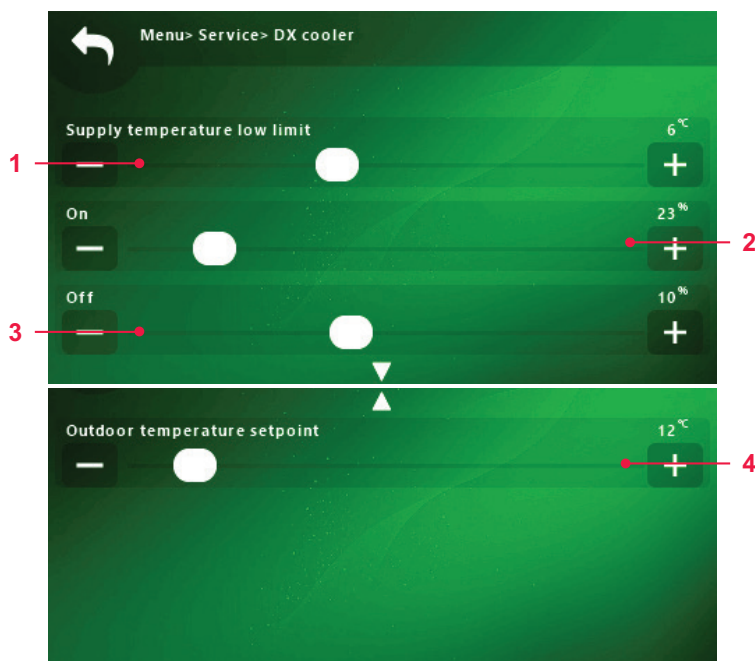 Menu> Service> DX cooler
Supply temperature low limit 6 °C
1
On 23 %
2
Off 10 %
3
Outdoor temperature setpoint 12 °C
4